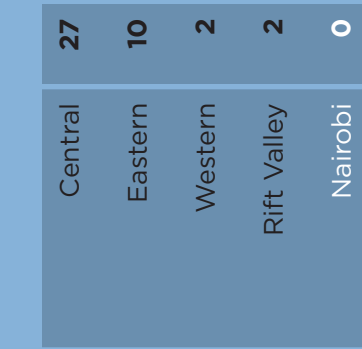 Central 27
Eastern 10
Western 2
Rift Valley 2
Nairobi 0